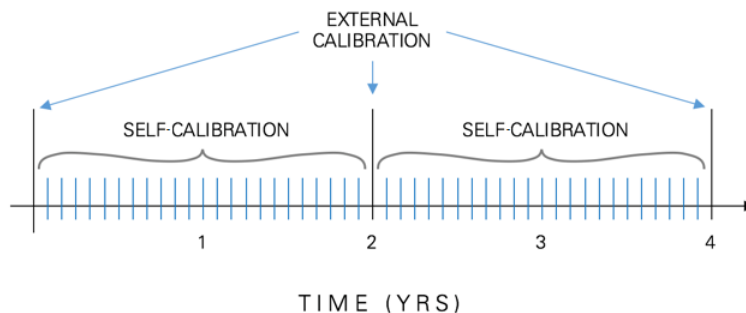 EXTERNAL
CALIBRATION
SELF-CALIBRATION SELF-CALIBRATION
1 2 3 4
TIME (YRS)